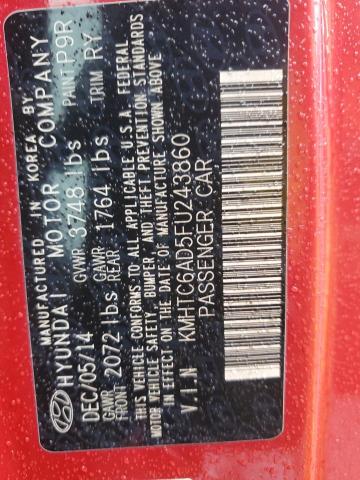 MANUFACTURED IN KOREA BY
HYUNDAI MOTOR COMPANY
DEC/05/14 GVWR 3748 lbs PAINT P9R
GAWR FRONT 2072 lbs GAWR REAR 1764 lbs TRIM RY
THIS VEHICLE CONFORMS TO ALL APPLICABLE U.S.A. FEDERAL
MOTOR VEHICLE SAFETY, BUMPER, AND THEFT PREVENTION STANDARDS
IN EFFECT ON THE DATE OF MANUFACTURE SHOWN ABOVE
V.I.N KMHTC6AD5FU243860
PASSENGER CAR